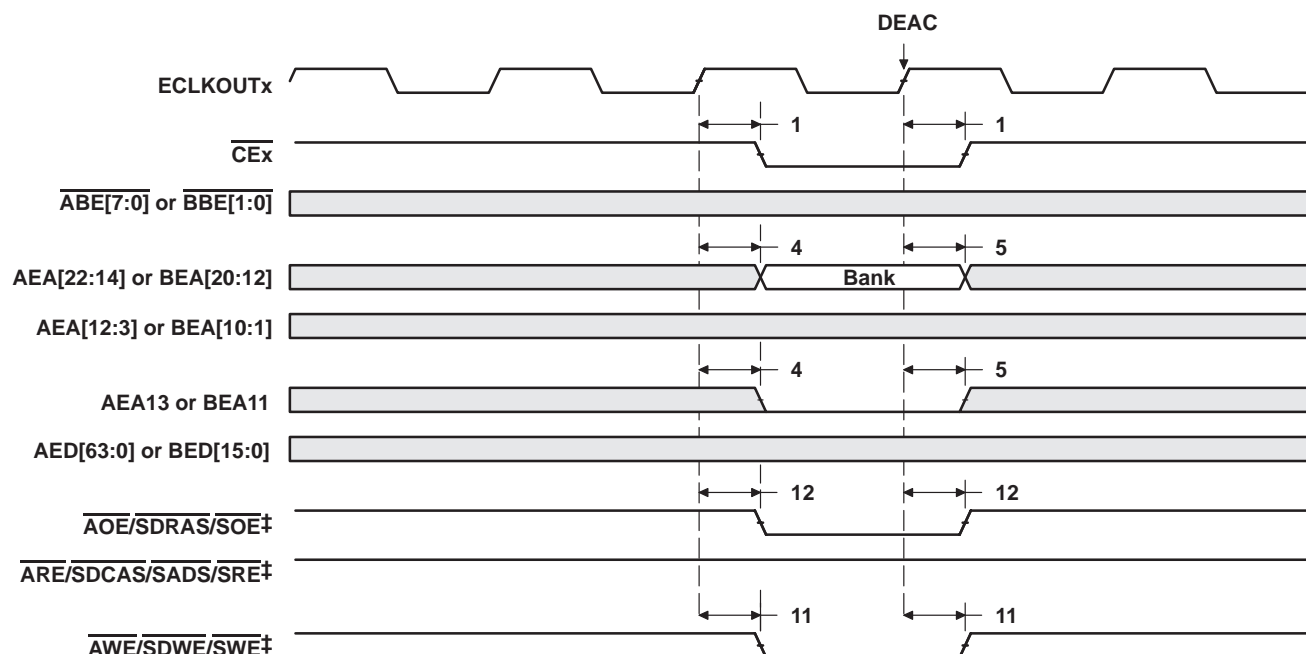 DEAC
ECLKOUTx
1 1
CEx
ABE[7:0] or BBE[1:0]
4 5
AEA[22:14] or BEA[20:12] Bank
AEA[12:3] or BEA[10:1]
4 5
AEA13 or BEA11
AED[63:0] or BED[15:0]
12 12
AOE/SDRAS/SOE‡
ARE/SDCAS/SADS/SRE‡
11 11
AWE/SDWE/SWE‡